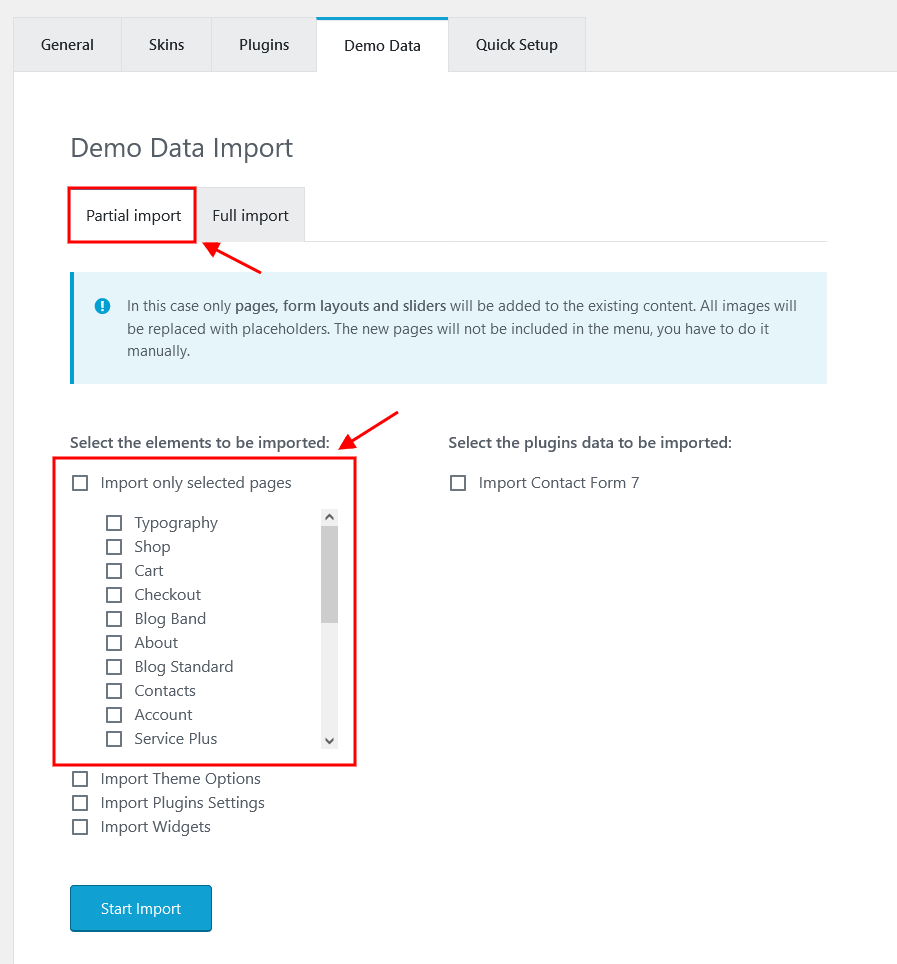 General
Skins
Plugins
Demo Data
Quick Setup
Demo Data Import
Partial import
Full import
In this case only pages, form layouts and sliders will be added to the existing content. All images will
be replaced with placeholders. The new pages will not be included in the menu, you have to do it
manually.
Select the elements to be imported:
Import only selected pages
Typography
Shop
Cart
Checkout
Blog Band
About
Blog Standard
Contacts
Account
Service Plus
Import Theme Options
Import Plugins Settings
Import Widgets
Select the plugins data to be imported:
Import Contact Form 7
Start Import